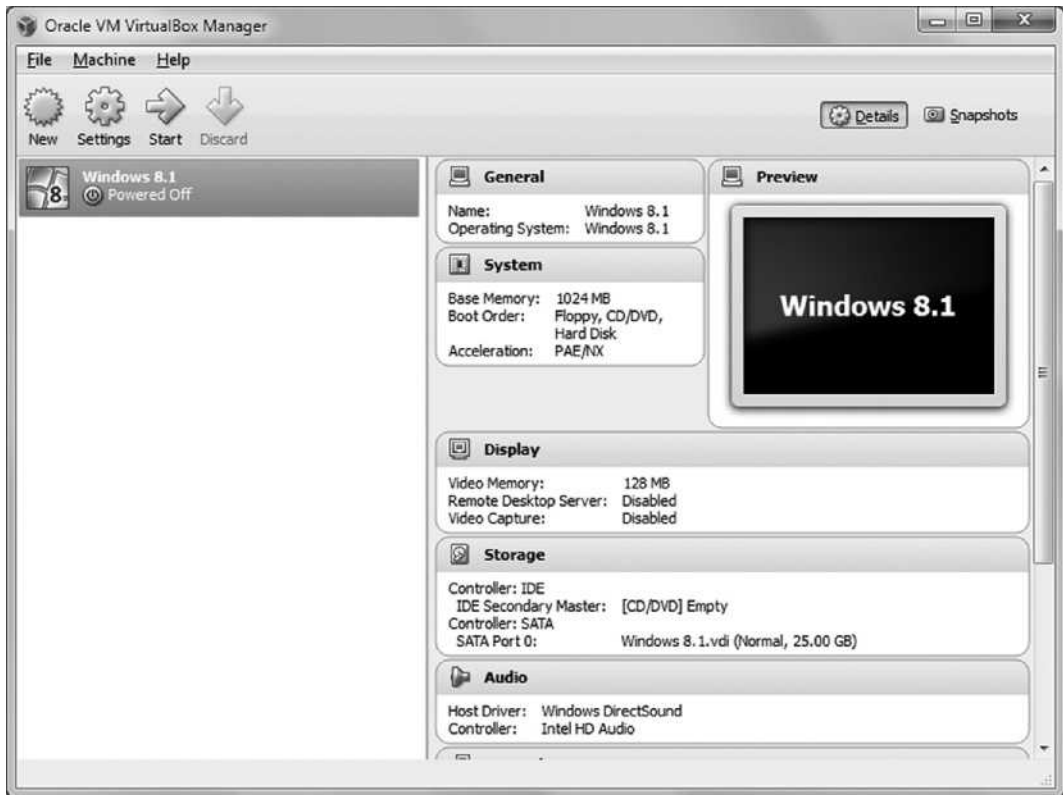 Oracle VM VirtualBox Manager
File Machine Help
New Settings Start Discard
Details Snapshots
Windows 8.1
Powered Off
8
General
Name: Windows 8.1
Operating System: Windows 8.1
System
Base Memory: 1024 MB
Boot Order: Floppy, CD/DVD,
Hard Disk
Acceleration: PAE/NX
Preview
Windows 8.1
Display
Video Memory: 128 MB
Remote Desktop Server: Disabled
Video Capture: Disabled
Storage
Controller: IDE
IDE Secondary Master: [CD/DVD] Empty
Controller: SATA
SATA Port 0: Windows 8.1.vdi (Normal, 25.00 GB)
Audio
Host Driver: Windows DirectSound
Controller: Intel HD Audio